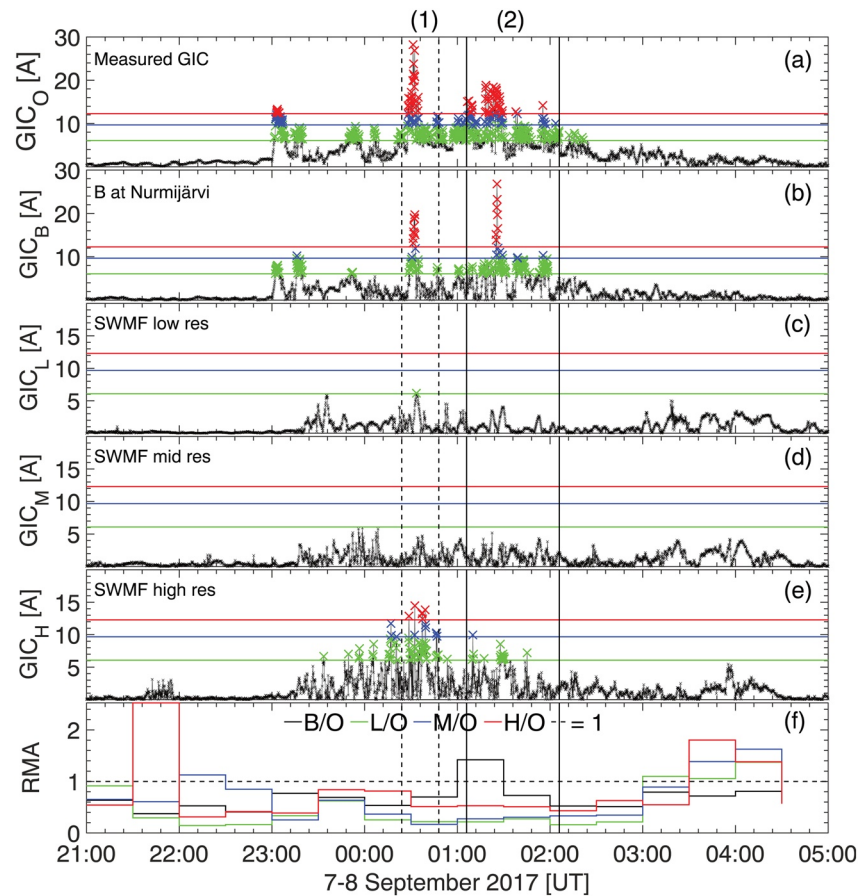 (1) (2)
30
20
10
30
GIC_O [A]
Measured GIC
(a)
30
20
10
GIC_B [A]
B at Nurmijärvi
(b)
15
10
5
GIC_L [A]
SWMF low res
(c)
15
10
5
GIC_M [A]
SWMF mid res
(d)
15
10
5
GIC_H [A]
SWMF high res
(e)
2
1
0
RMA
B/O L/O M/O H/O = 1
(f)
21:00 22:00 23:00 00:00 01:00 02:00 03:00 04:00 05:00
7-8 September 2017 [UT]